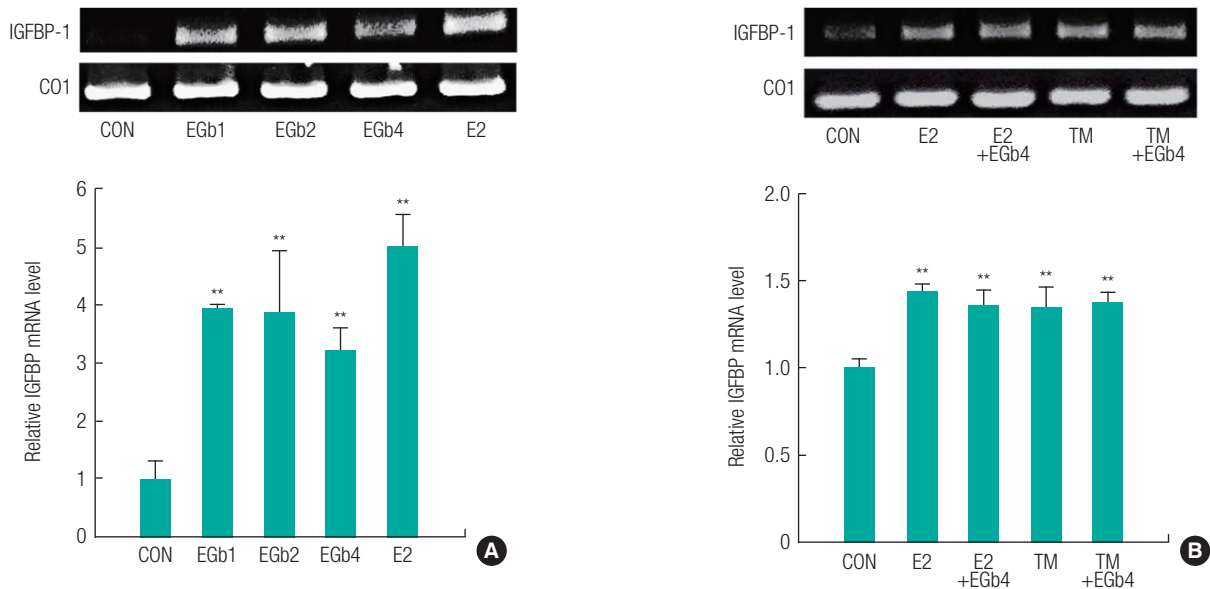 IGFBP-1
CO1
CON EGb1 EGb2 EGb4 E2
Relative IGFBP mRNA level
6
5
4
3
2
1
0
**
**
**
**
CON EGb1 EGb2 EGb4 E2
A
IGFBP-1
CO1
CON E2 E2 TM TM
+EGb4 +EGb4
Relative IGFBP mRNA level
2.0
1.5
1.0
0.5
0.0
**
**
**
**
CON E2 E2 TM TM
+EGb4 +EGb4
B